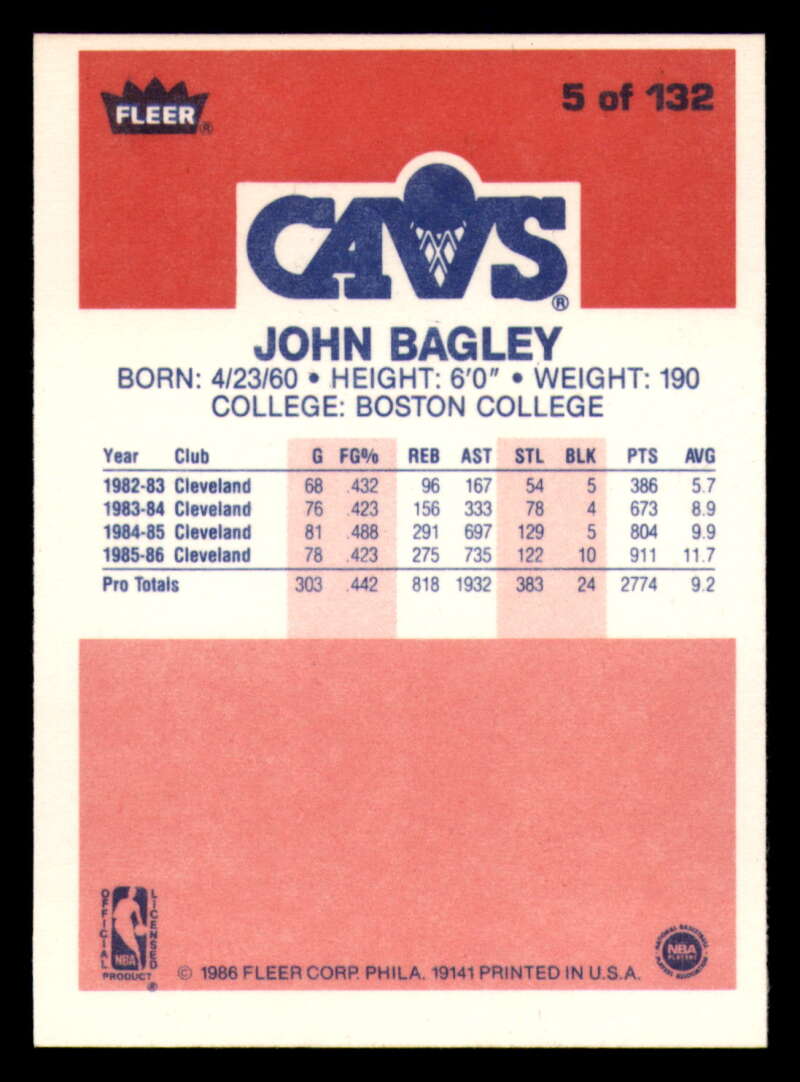 FLEER®
5 of 132
CAVS®
JOHN BAGLEY
BORN: 4/23/60 • HEIGHT: 6'0" • WEIGHT: 190
COLLEGE: BOSTON COLLEGE
Year Club G FG% REB AST STL BLK PTS AVG
1982-83 Cleveland 68 .432 96 167 54 5 386 5.7
1983-84 Cleveland 76 .423 156 333 78 4 673 8.9
1984-85 Cleveland 81 .488 291 697 129 5 804 9.9
1985-86 Cleveland 78 .423 275 735 122 10 911 11.7
Pro Totals 303 .442 818 1932 383 24 2774 9.2
OFFICIAL
LICENSED
NBA
PRODUCT®
© 1986 FLEER CORP. PHILA. 19141 PRINTED IN U.S.A.
NATIONAL BASKETBALL
NBA
PLAYERS
PLAYERS ASSOCIATION